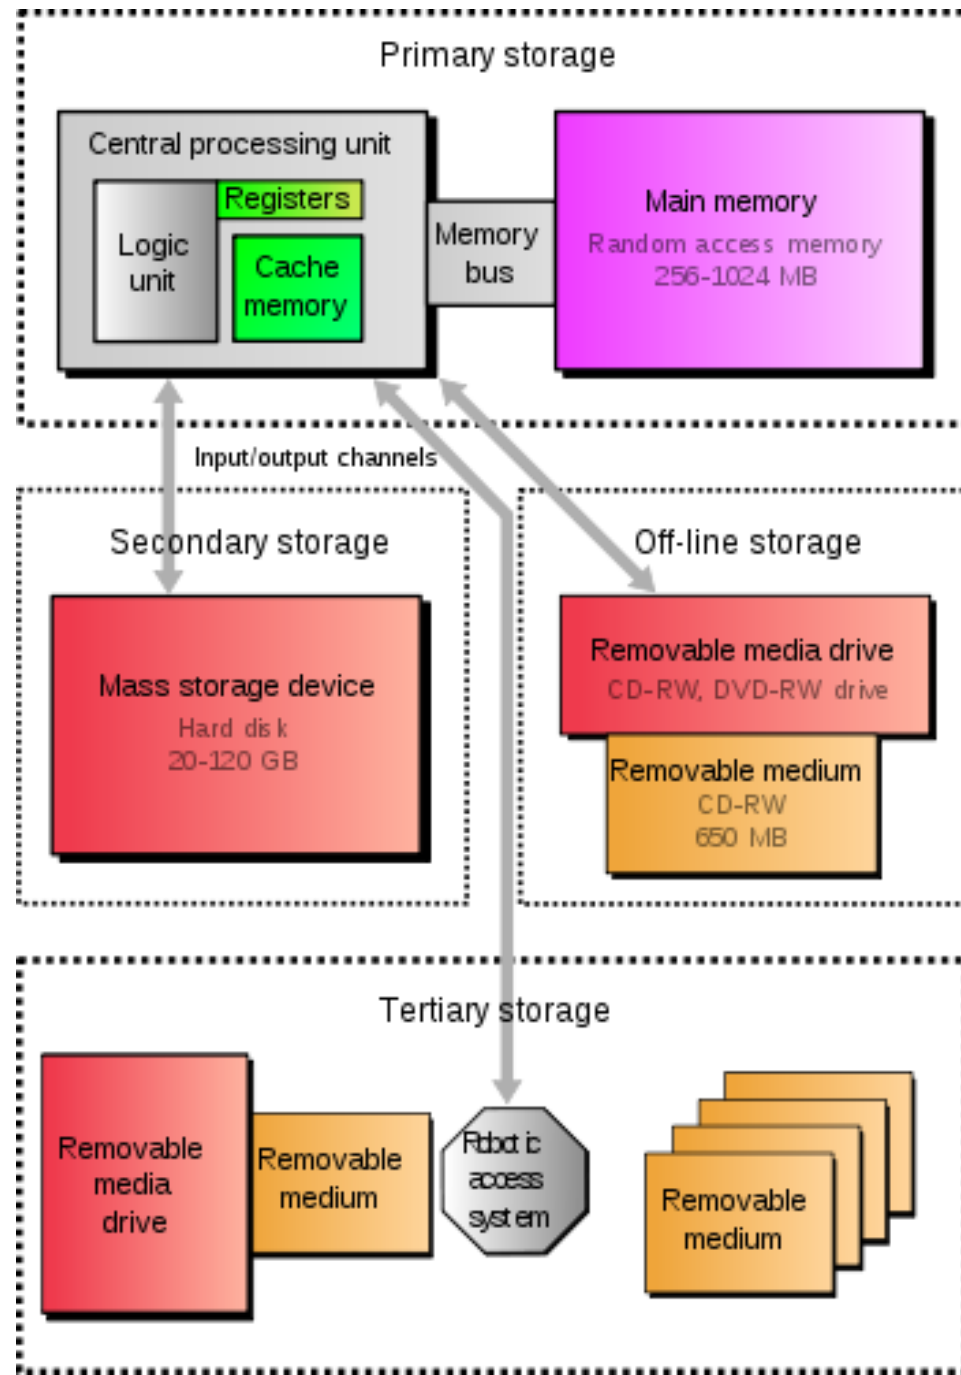 Primary storage
Central processing unit
Registers
Logic
unit
Cache
memory
Memory
bus
Main memory
Random access memory
256-1024 MB
Input/output channels
Secondary storage
Mass storage device
Hard disk
20-120 GB
Off-line storage
Removable media drive
CD-RW, DVD-RW drive
Removable medium
CD-RW
650 MB
Tertiary storage
Removable
media
drive
Removable
medium
Robotic
access
system
Removable
medium